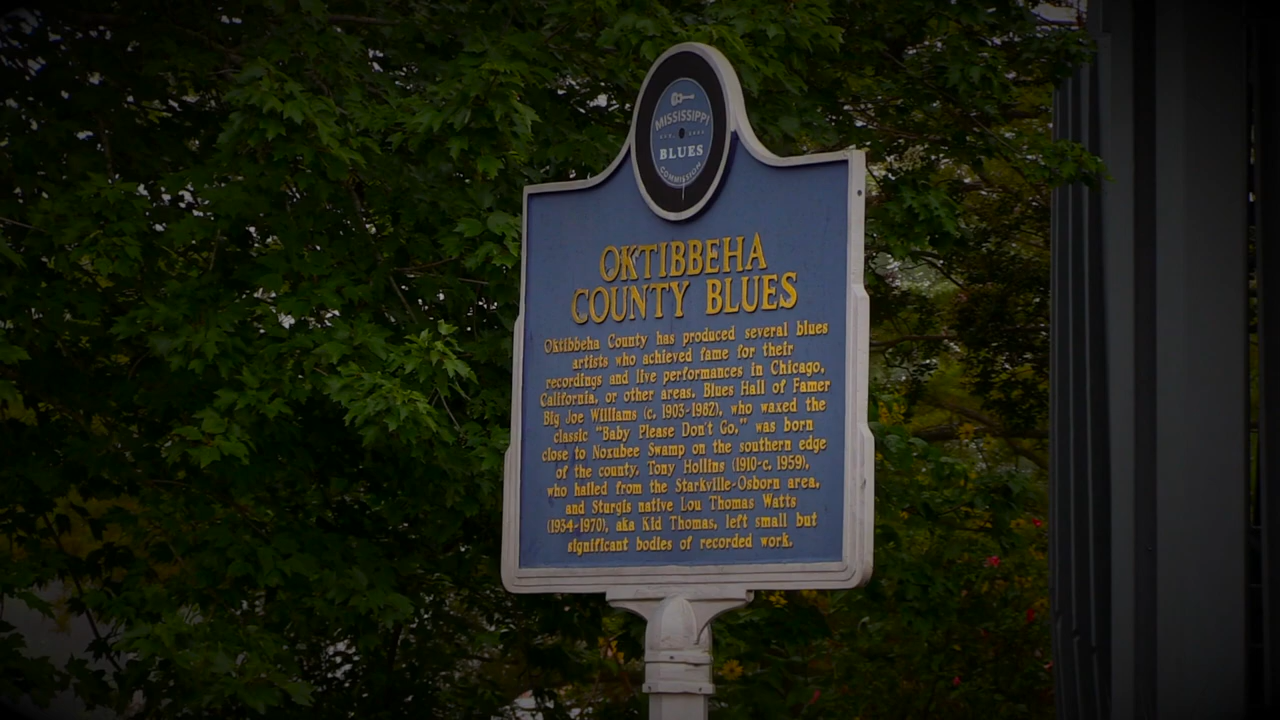 MISSISSIPPI
BLUES
COMMISSION
OKTIBBEHA
COUNTY BLUES
Oktibbeha County has produced several blues
artists who achieved fame for their
recordings and live performances in Chicago,
California, or other areas. Blues Hall of Famer
Big Joe Williams (c. 1903-1982), who waxed the
classic "Baby Please Don't Go," was born
close to Noxubee Swamp on the southern edge
of the county. Tony Hollins (1910-c. 1959),
who hailed from the Starkville-Osborn area,
and Sturgis native Lou Thomas Watts
(1934-1970), aka Kid Thomas, left small but
significant bodies of recorded work.